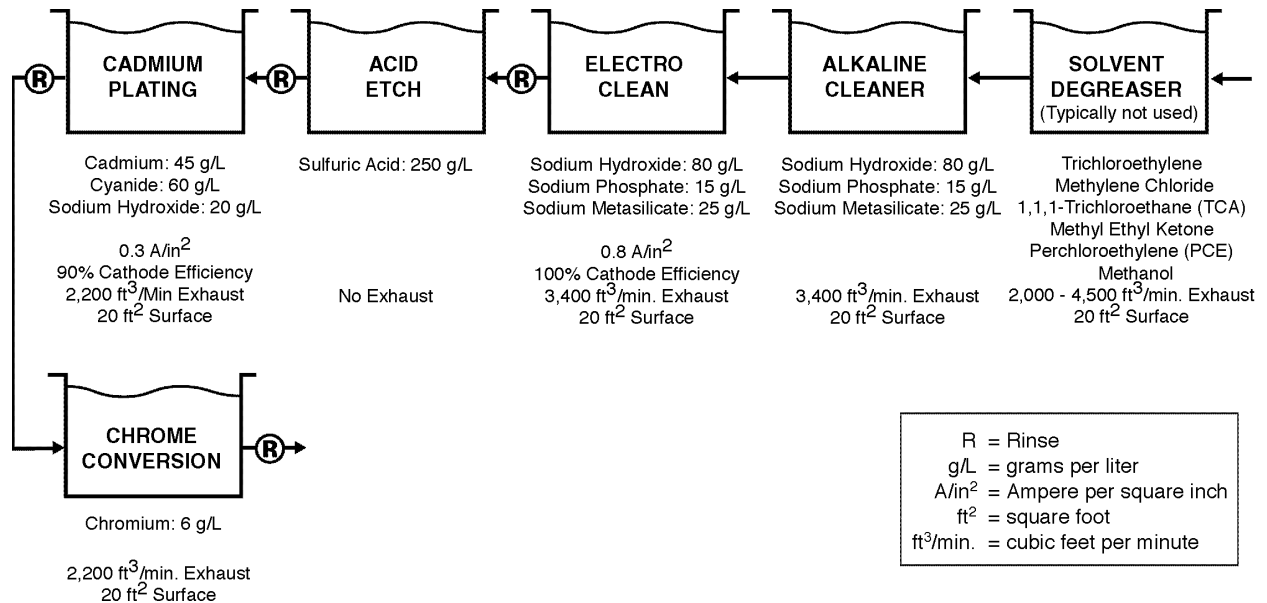 CADMIUM
PLATING
R
ACID
ETCH
R
ELECTRO
CLEAN
R
ALKALINE
CLEANER
SOLVENT
DEGREASER
(Typically not used)
Cadmium: 45 g/L
Cyanide: 60 g/L
Sodium Hydroxide: 20 g/L
0.3 A/in²
90% Cathode Efficiency
2,200 ft³/Min Exhaust
20 ft² Surface
Sulfuric Acid: 250 g/L
No Exhaust
Sodium Hydroxide: 80 g/L
Sodium Phosphate: 15 g/L
Sodium Metasilicate: 25 g/L
0.8 A/in²
100% Cathode Efficiency
3,400 ft³/min. Exhaust
20 ft² Surface
Sodium Hydroxide: 80 g/L
Sodium Phosphate: 15 g/L
Sodium Metasilicate: 25 g/L
3,400 ft³/min. Exhaust
20 ft² Surface
Trichloroethylene
Methylene Chloride
1,1,1-Trichloroethane (TCA)
Methyl Ethyl Ketone
Perchloroethylene (PCE)
Methanol
2,000 - 4,500 ft³/min. Exhaust
20 ft² Surface
CHROME
CONVERSION
R
Chromium: 6 g/L
2,200 ft³/min. Exhaust
20 ft² Surface
R = Rinse
g/L = grams per liter
A/in² = Ampere per square inch
ft² = square foot
ft³/min. = cubic feet per minute